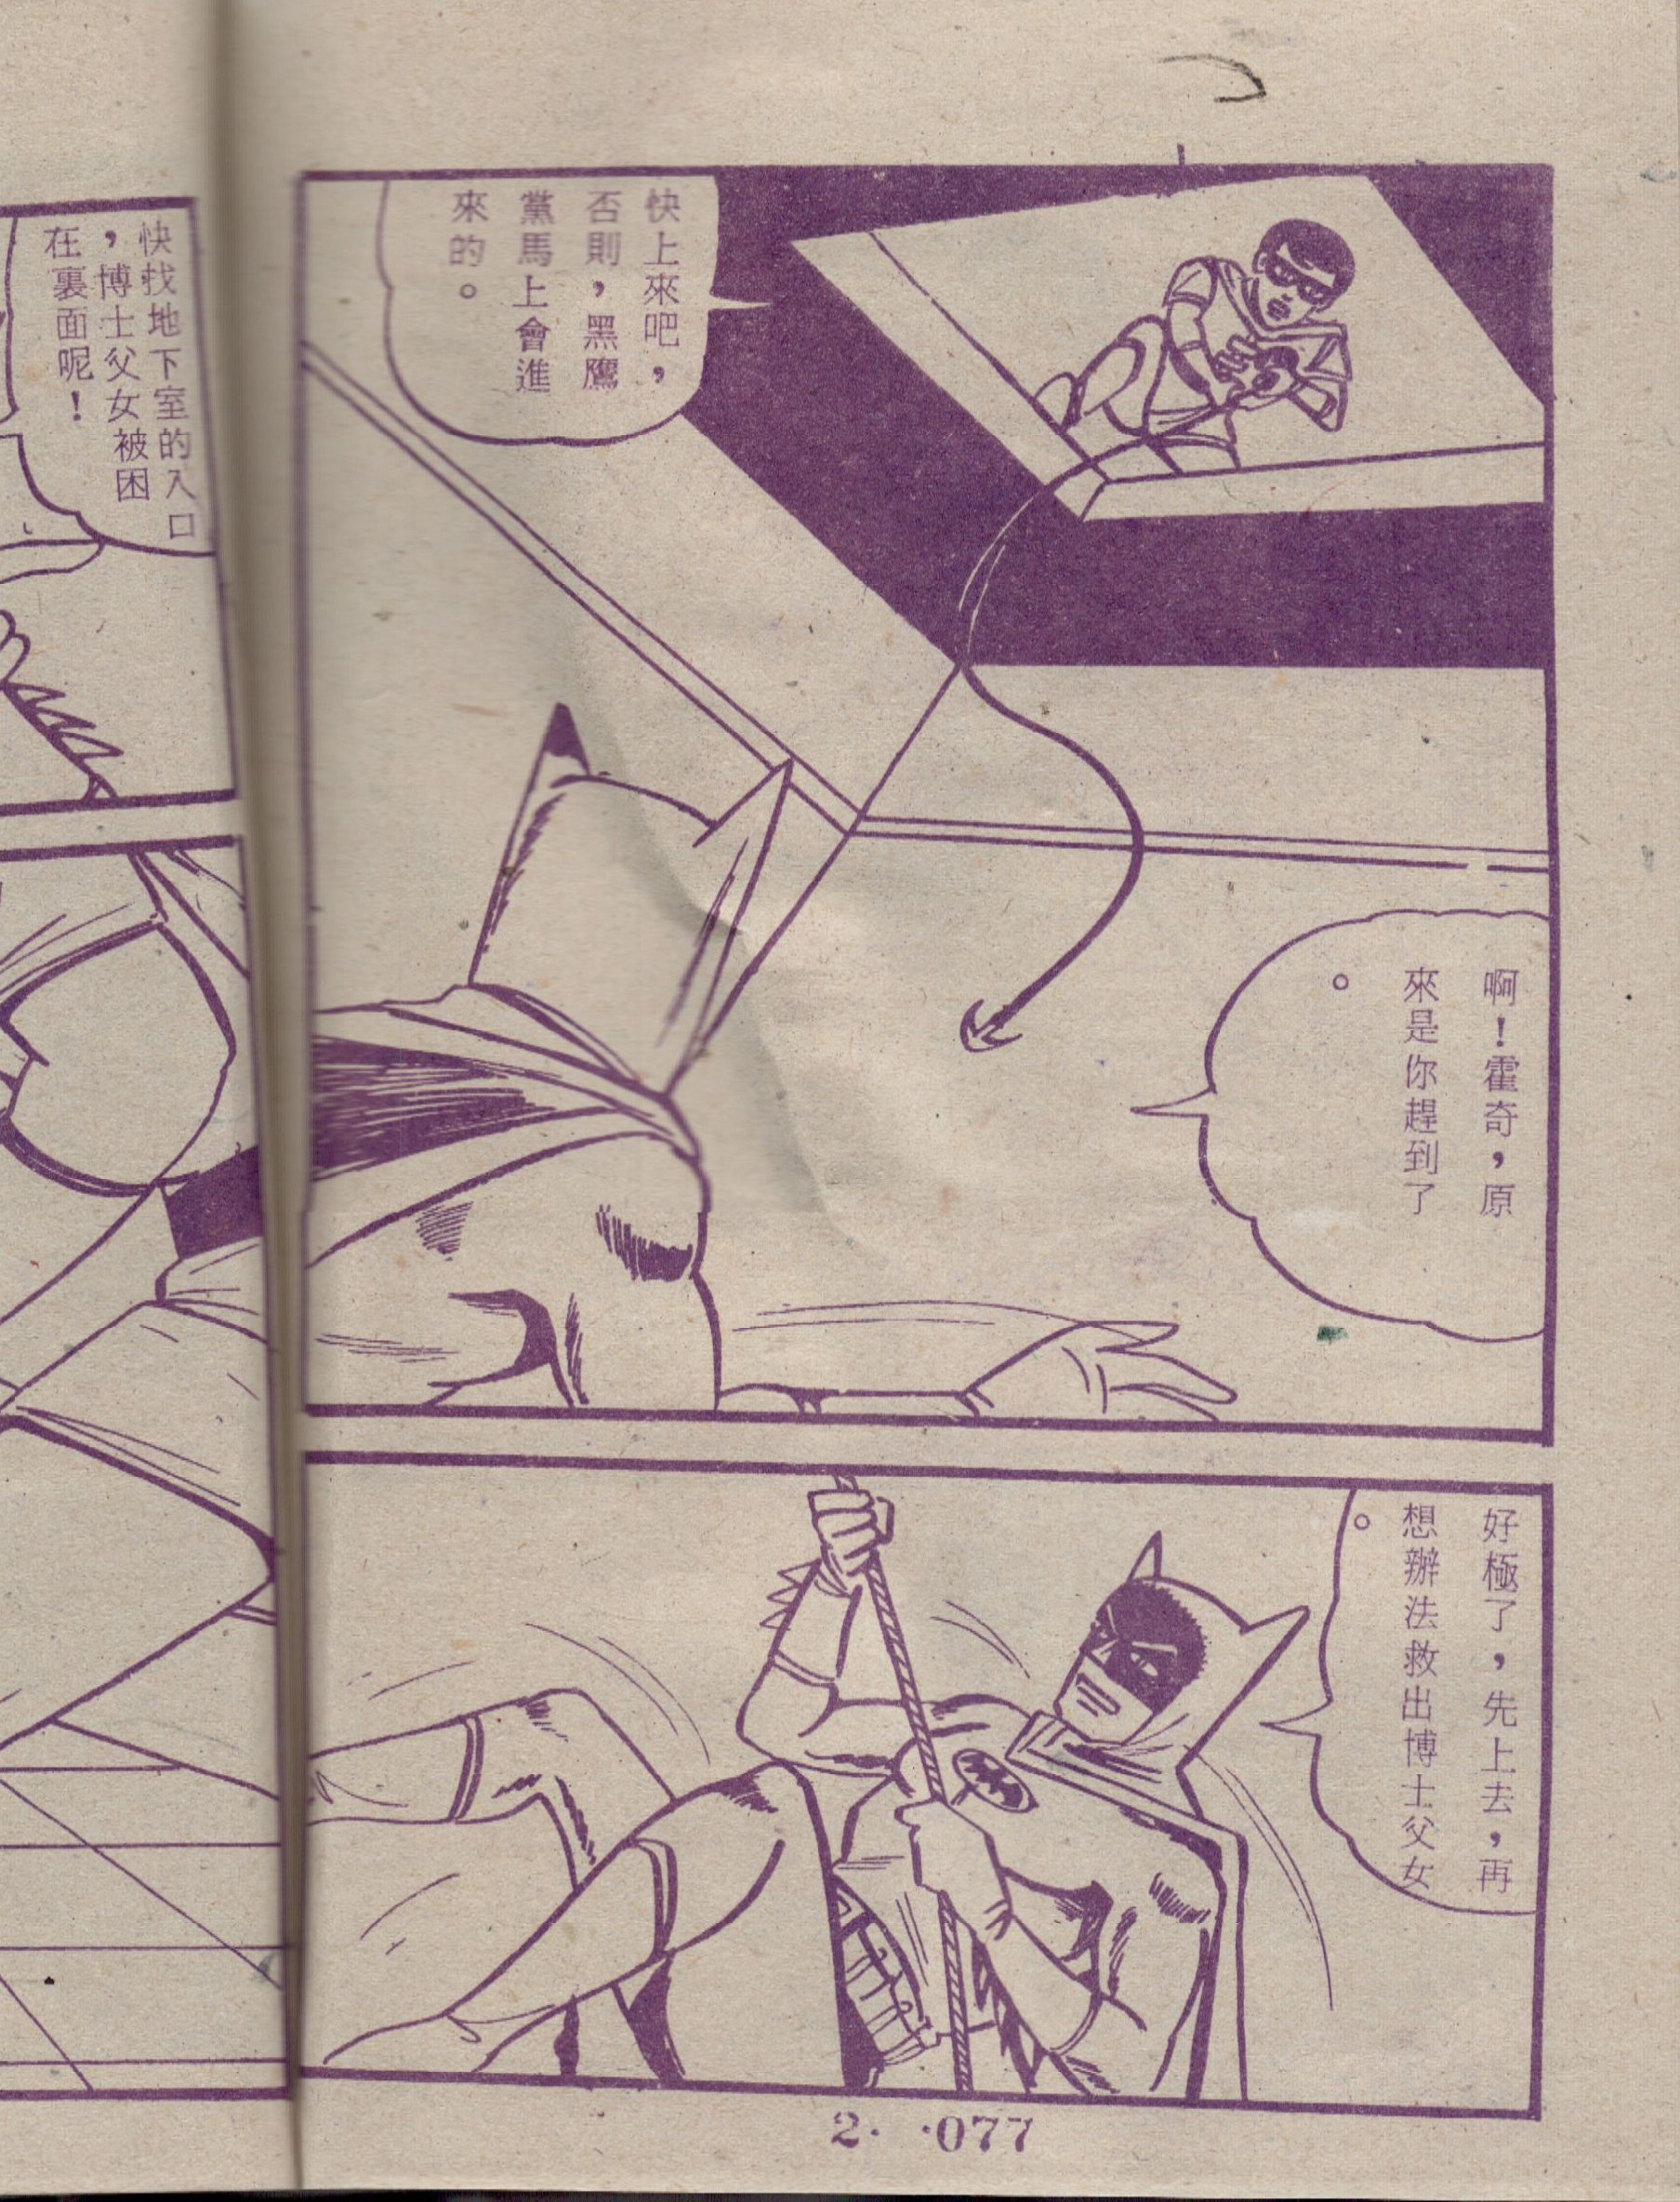 啊！霍奇，原
來是你趕到了
。
快上來吧，
否則，黑鷹
黨馬上會進
來的。
好極了，先上去，再
想辦法救出博士父女
。
2. ·077
快找地下室的入口
，博士父女被困
在裏面呢！